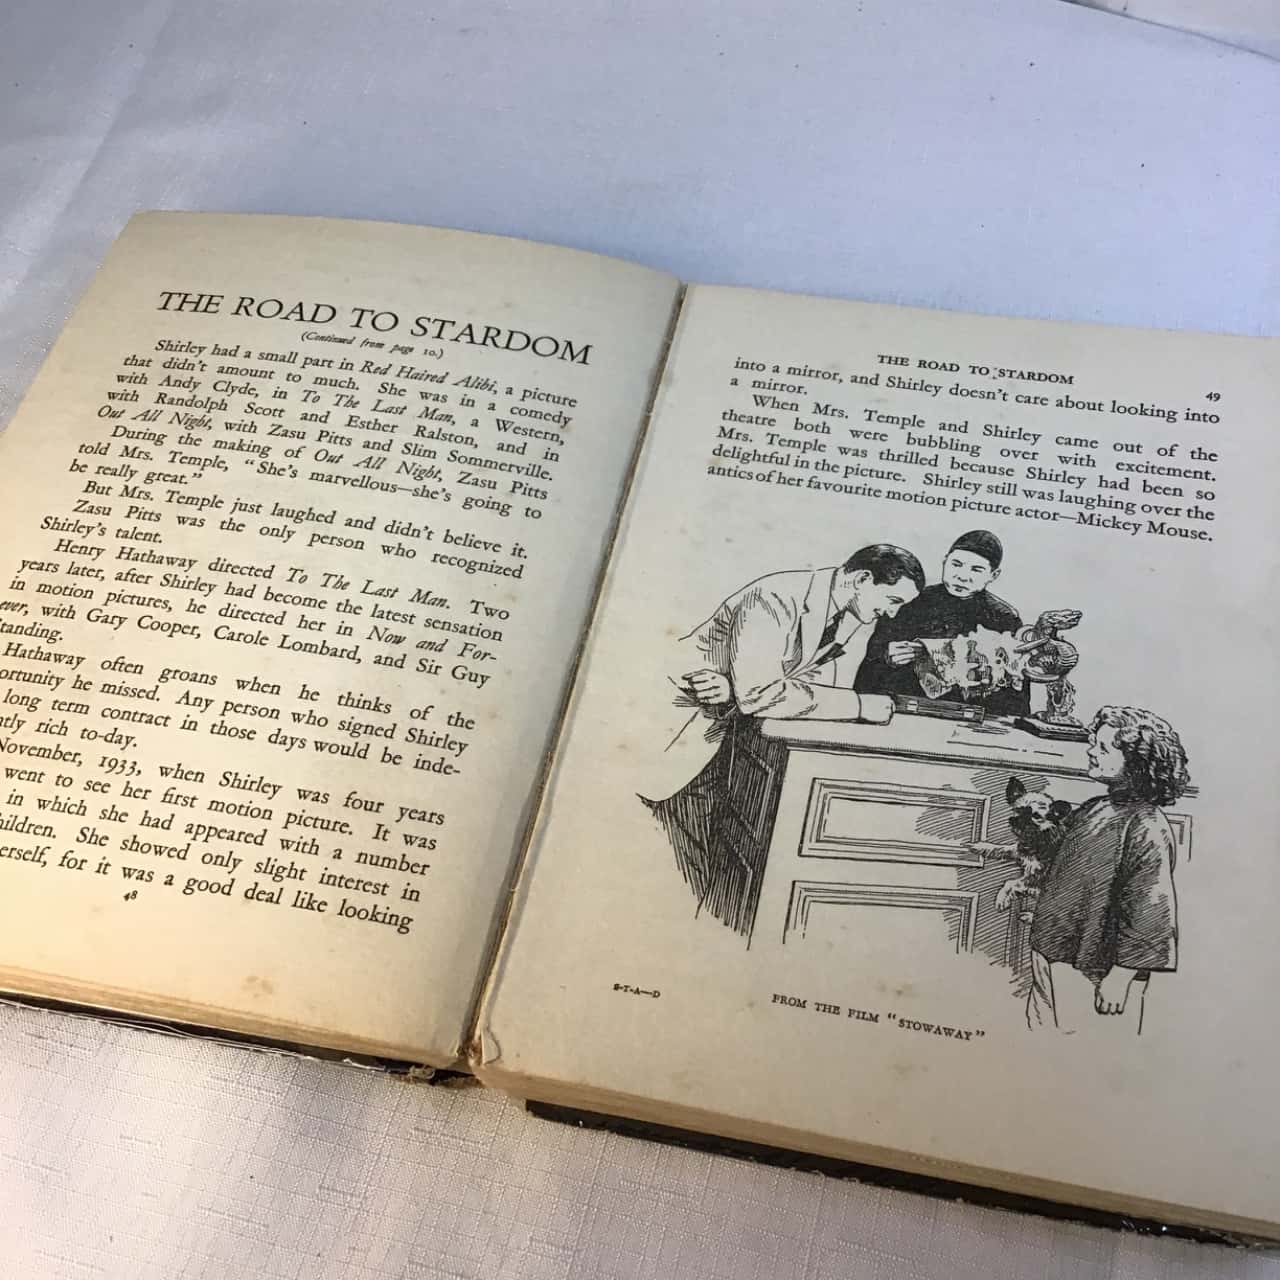 THE ROAD TO STARDOM
(Continued from page 10.)
Shirley had a small part in Red Haired Alibi, a picture
that didn't amount to much. She was in a comedy
with Andy Clyde, in To The Last Man, a Western,
with Randolph Scott and Esther Ralston, and in
Out All Night, with Zasu Pitts and Slim Sommerville.
During the making of Out All Night, Zasu Pitts
told Mrs. Temple, "She's marvellous—she's going to
be really great."
But Mrs. Temple just laughed and didn't believe it.
Zasu Pitts was the only person who recognized
Shirley's talent.
Henry Hathaway directed To The Last Man. Two
years later, after Shirley had become the latest sensation
in motion pictures, he directed her in Now and For-
ever, with Gary Cooper, Carole Lombard, and Sir Guy
tanding.
Hathaway often groans when he thinks of the
ortunity he missed. Any person who signed Shirley
long term contract in those days would be inde-
tly rich to-day.
November, 1933, when Shirley was four years
went to see her first motion picture. It was
in which she had appeared with a number
hildren. She showed only slight interest in
erself, for it was a good deal like looking
48
THE ROAD TO STARDOM 49
into a mirror, and Shirley doesn't care about looking into
a mirror.
When Mrs. Temple and Shirley came out of the
theatre both were bubbling over with excitement.
Mrs. Temple was thrilled because Shirley had been so
delightful in the picture. Shirley still was laughing over the
antics of her favourite motion picture actor—Mickey Mouse.
S-T-A—D
FROM THE FILM "STOWAWAY"